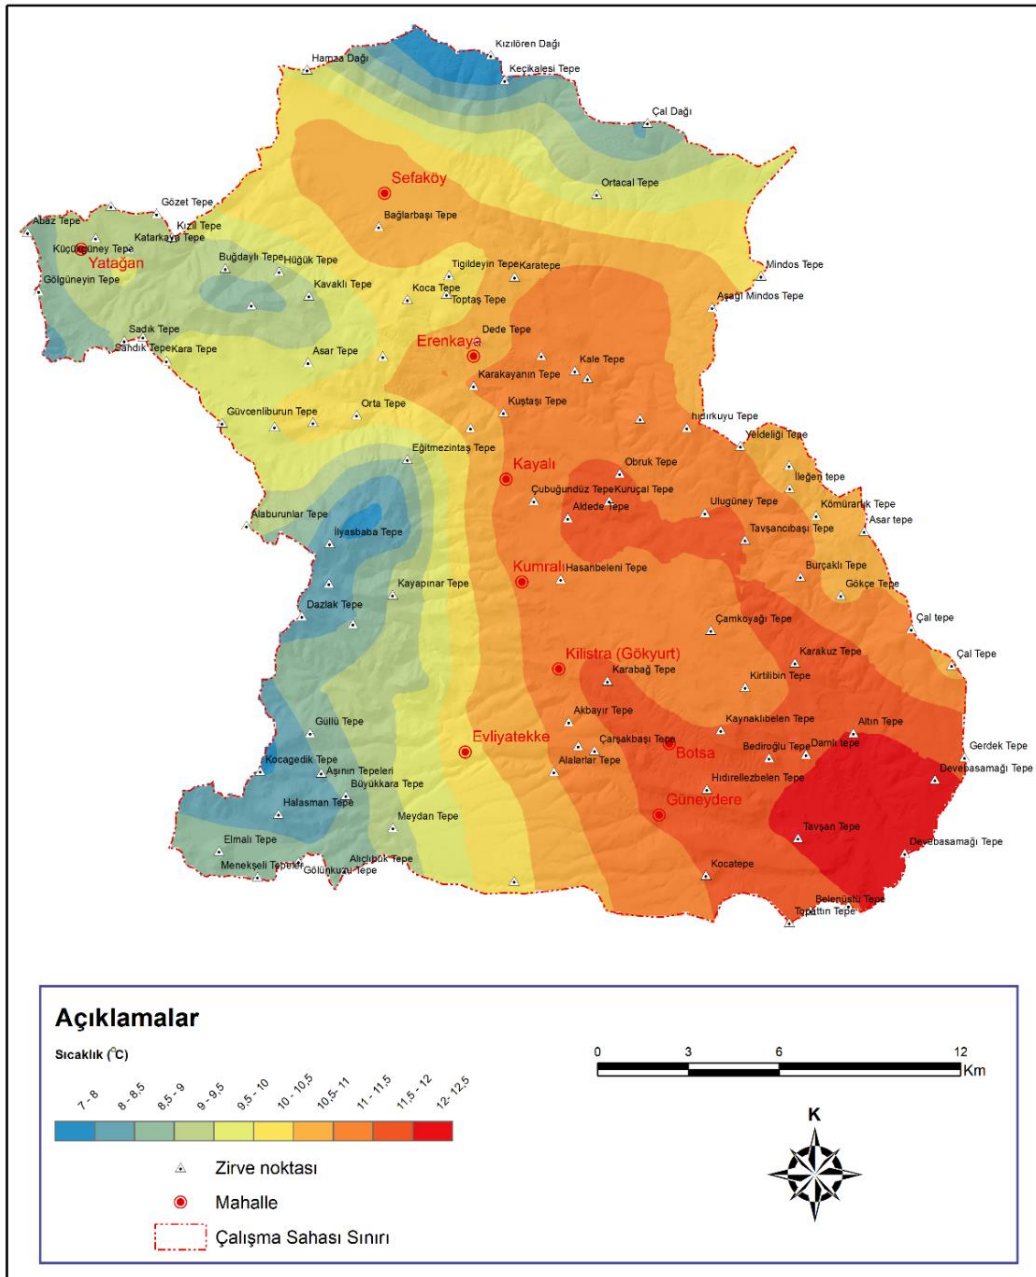 Kızılören Dağı
Hamza Dağı
Keçikalesi Tepe
Çal Dağı
Sefaköy
Ortacal Tepe
Gözet Tepe
Bağlarbaşı Tepe
Abaz Tepe
Kızıl Tepe
Katarkaya Tepe
Küçükgüney Tepe
Yatağan
Buğdaylı Tepe
Hüğük Tepe
Tigildeyin Tepe
Karatepe
Mindos Tepe
Gölgüneyin Tepe
Kavaklı Tepe
Koca Tepe
Toptaş Tepe
Aşağı Mindos Tepe
Sadık Tepe
Sandık Tepe
Kara Tepe
Dede Tepe
Erenkaya
Asar Tepe
Kale Tepe
Karakayanın Tepe
Güvcenliburun Tepe
Orta Tepe
Kuştaşı Tepe
hıdırkuyu Tepe
Yeldeliği Tepe
Eğitmezintaş Tepe
Kayalı
Obruk Tepe
İleğen tepe
Çubuğundüz Tepe
Kuruçal Tepe
Aldede Tepe
Ulugüney Tepe
Kömürarlık Tepe
Alaburunlar Tepe
İlyasbaba Tepe
Tavşancıbaşı Tepe
Asar tepe
Kumralı
Hasanbeleni Tepe
Kayapınar Tepe
Burçaklı Tepe
Gökçe Tepe
Dazlak Tepe
Çamkoyağı Tepe
Çal tepe
Kilistra (Gökyurt)
Karabağ Tepe
Karakuz Tepe
Çal Tepe
Kirtilibin Tepe
Güllü Tepe
Akbayır Tepe
Kaynaklıbelen Tepe
Altın Tepe
Evliyatekke
Çarşakbaşı Tepe
Botsa
Bediroğlu Tepe
Damlı tepe
Gerdek Tepe
Kocagedik Tepe
Aşının Tepeleri
Alalarlar Tepe
Hıdırellezbelen Tepe
Devebasamağı Tepe
Büyükkara Tepe
Halasman Tepe
Güneydere
Meydan Tepe
Tavşan Tepe
Elmalı Tepe
Alıçlıbük Tepe
Devebasamağı Tepe
Menekşeli Tepeler
Gölünkuzu Tepe
Kocatepe
Belenüstü Tepe
Açıklamalar
Sıcaklık (°C)
7 - 8
8 - 8,5
8,5 - 9
9 - 9,5
9,5 - 10
10 - 10,5
10,5- 11
11 - 11,5
11,5 - 12
12- 12,5
0 3 6 12
Km
K
Zirve noktası
Mahalle
Çalışma Sahası Sınırı